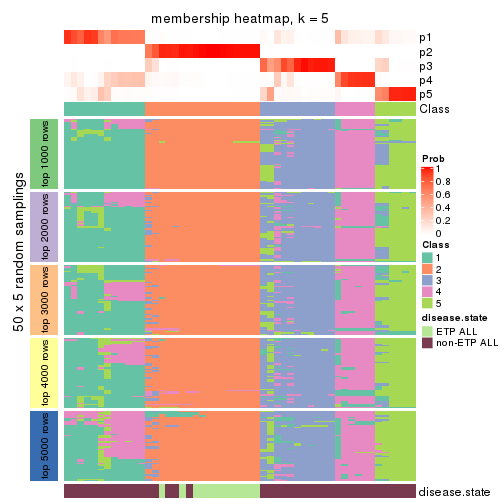 membership heatmap, k = 5
p1
p2
p3
p4
p5
Class
50 x 5 random samplings
top 1000 rows
top 2000 rows
top 3000 rows
top 4000 rows
top 5000 rows
disease.state
Prob
1
0.8
0.6
0.4
0.2
0
Class
1
2
3
4
5
disease.state
ETP ALL
non-ETP ALL